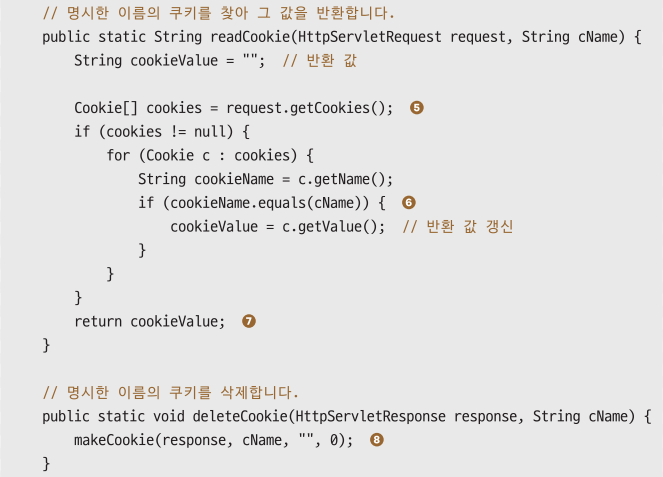 // 명시한 이름의 쿠키를 찾아 그 값을 반환합니다.
public static String readCookie(HttpServletRequest request, String cName) {
    String cookieValue = "";  // 반환 값

    Cookie[] cookies = request.getCookies();  ❺
    if (cookies != null) {
        for (Cookie c : cookies) {
            String cookieName = c.getName();
            if (cookieName.equals(cName)) {  ❻
                cookieValue = c.getValue();  // 반환 값 갱신
            }
        }
    }
    return cookieValue;  ❼
}

// 명시한 이름의 쿠키를 삭제합니다.
public static void deleteCookie(HttpServletResponse response, String cName) {
    makeCookie(response, cName, "", 0);  ❽
}